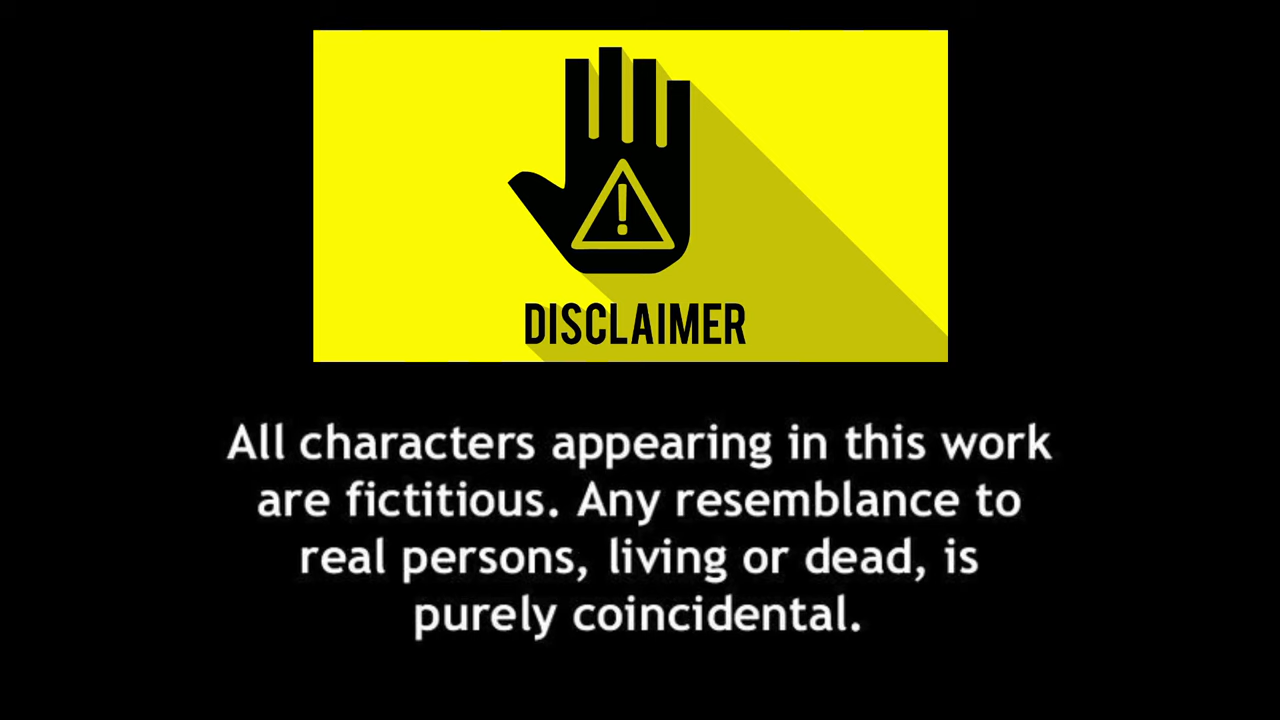 DISCLAIMER
All characters appearing in this work
are fictitious. Any resemblance to
real persons, living or dead, is
purely coincidental.